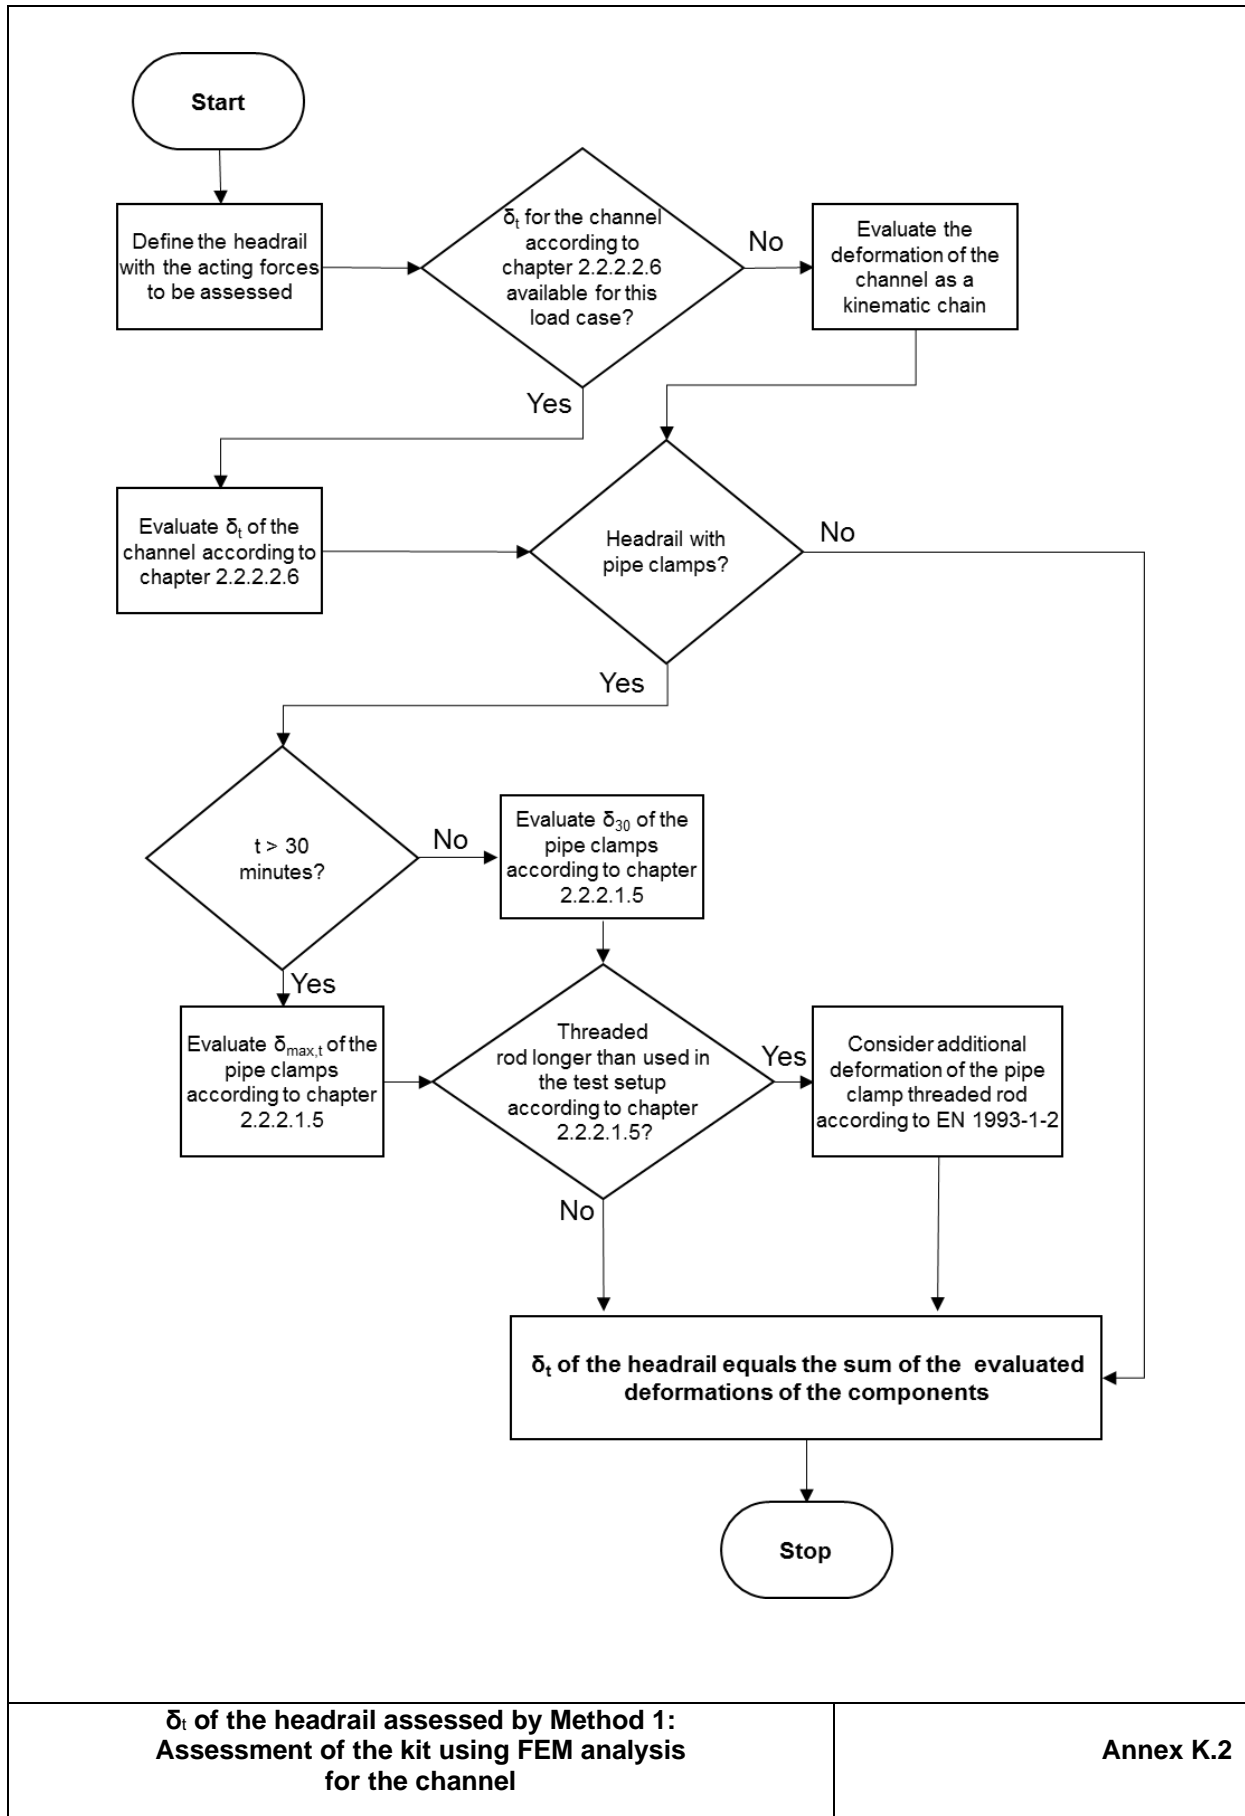 Start
Define the headrail
with the acting forces
to be assessed
δt for the channel
according to
chapter 2.2.2.2.6
available for this
load case?
No
Evaluate the
deformation of the
channel as a
kinematic chain
Yes
Evaluate δt of the
channel according to
chapter 2.2.2.2.6
Headrail with
pipe clamps?
No
Yes
t > 30
minutes?
No
Evaluate δ30 of the
pipe clamps
according to chapter
2.2.2.1.5
Yes
Evaluate δmax,t of the
pipe clamps
according to chapter
2.2.2.1.5
Threaded
rod longer than used in
the test setup
according to chapter
2.2.2.1.5?
Yes
Consider additional
deformation of the pipe
clamp threaded rod
according to EN 1993-1-2
No
δt of the headrail equals the sum of the evaluated
deformations of the components
Stop
δt of the headrail assessed by Method 1:
Assessment of the kit using FEM analysis
for the channel
Annex K.2